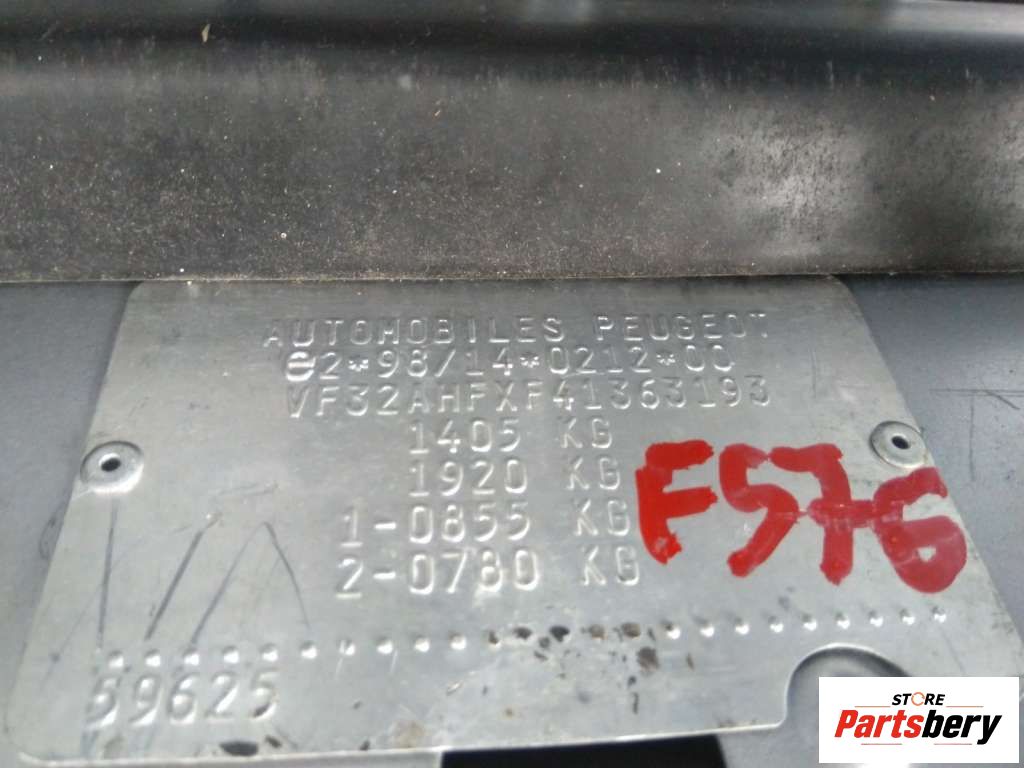 AUTOMOBILES PEUGEOT
e2*98/14*0212*00
VF32AHFXF41363193
1405 KG
1920 KG
1-0855 KG
2-0780 KG
F576
59625
STORE
Partsbery